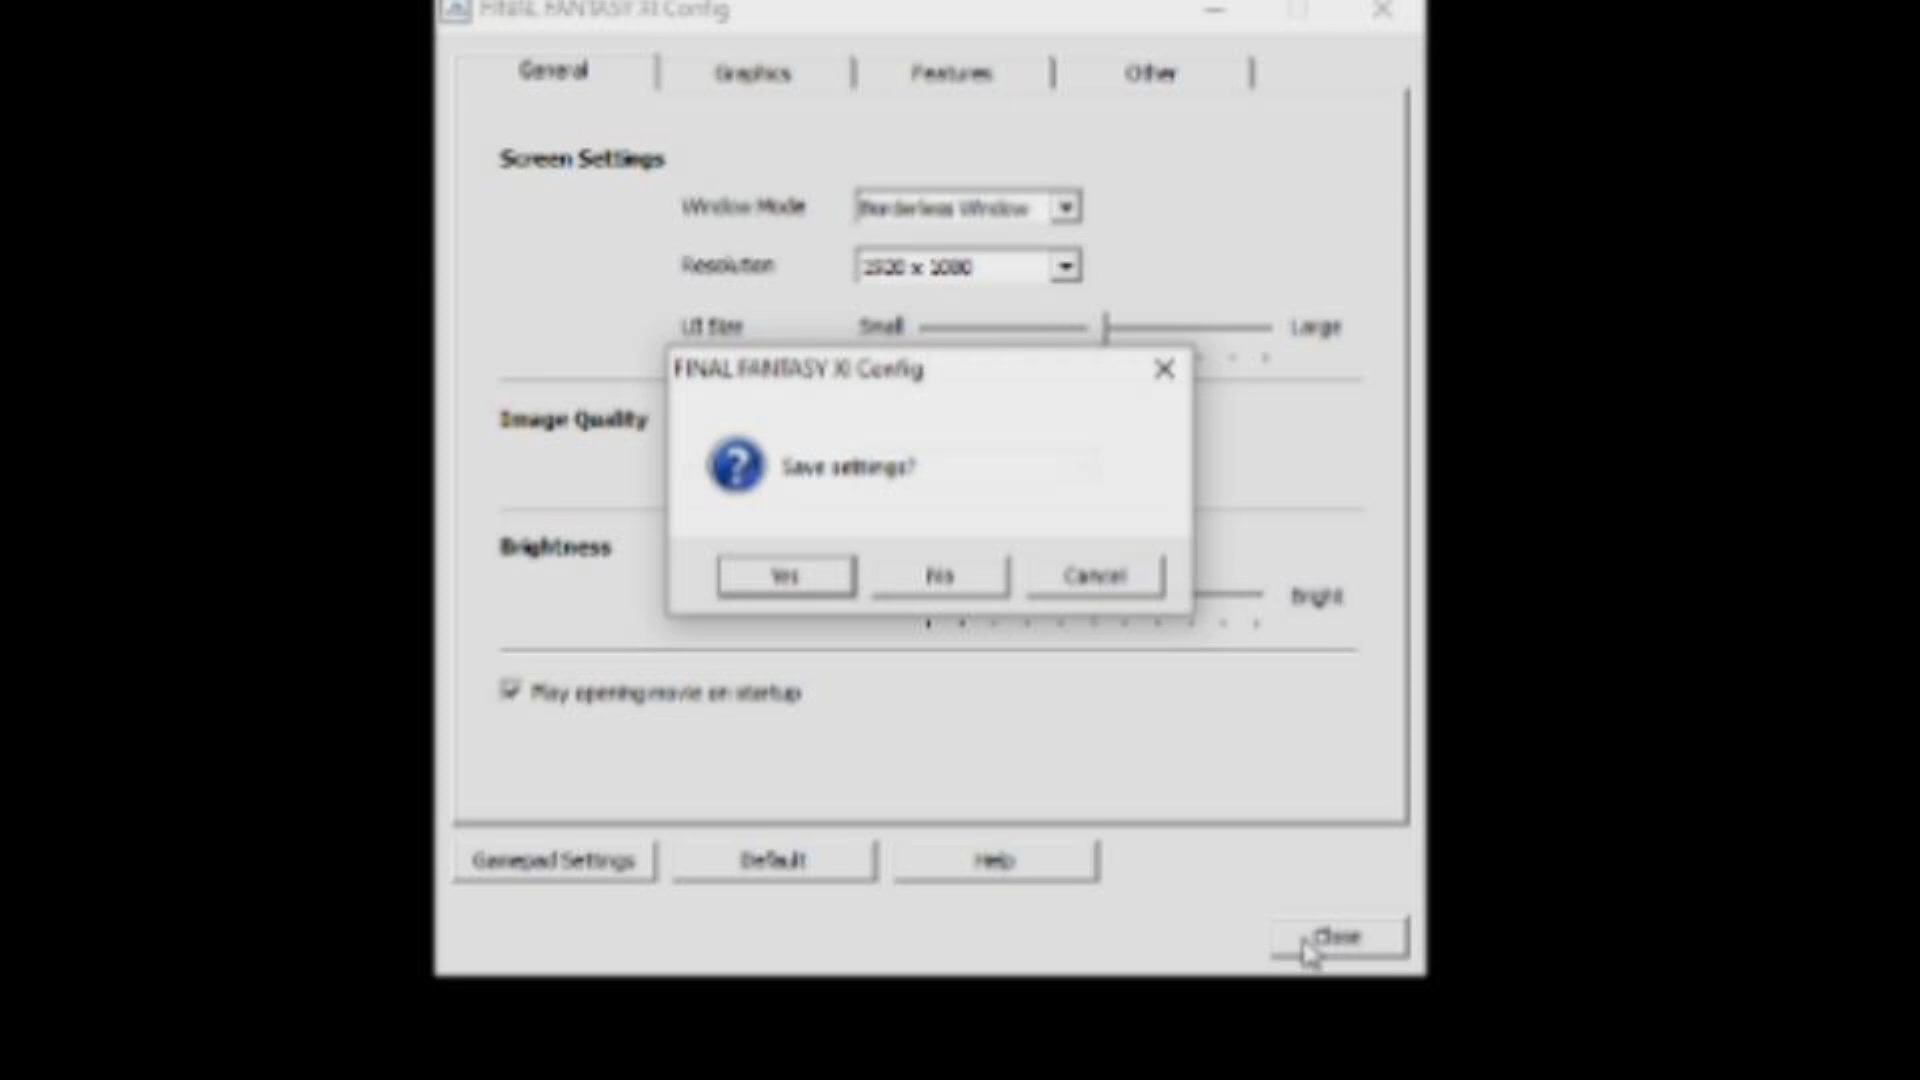 FINAL FANTASY XI Config
General
Graphics
Features
Other
Screen Settings
Window Mode
Borderless Window
Resolution
1920 x 1080
UI Size
Small
Large
FINAL FANTASY XI Config
Image Quality
Save settings?
Brightness
Yes
No
Cancel
Bright
Play opening movie on startup
Gamepad Settings
Default
Help
Close